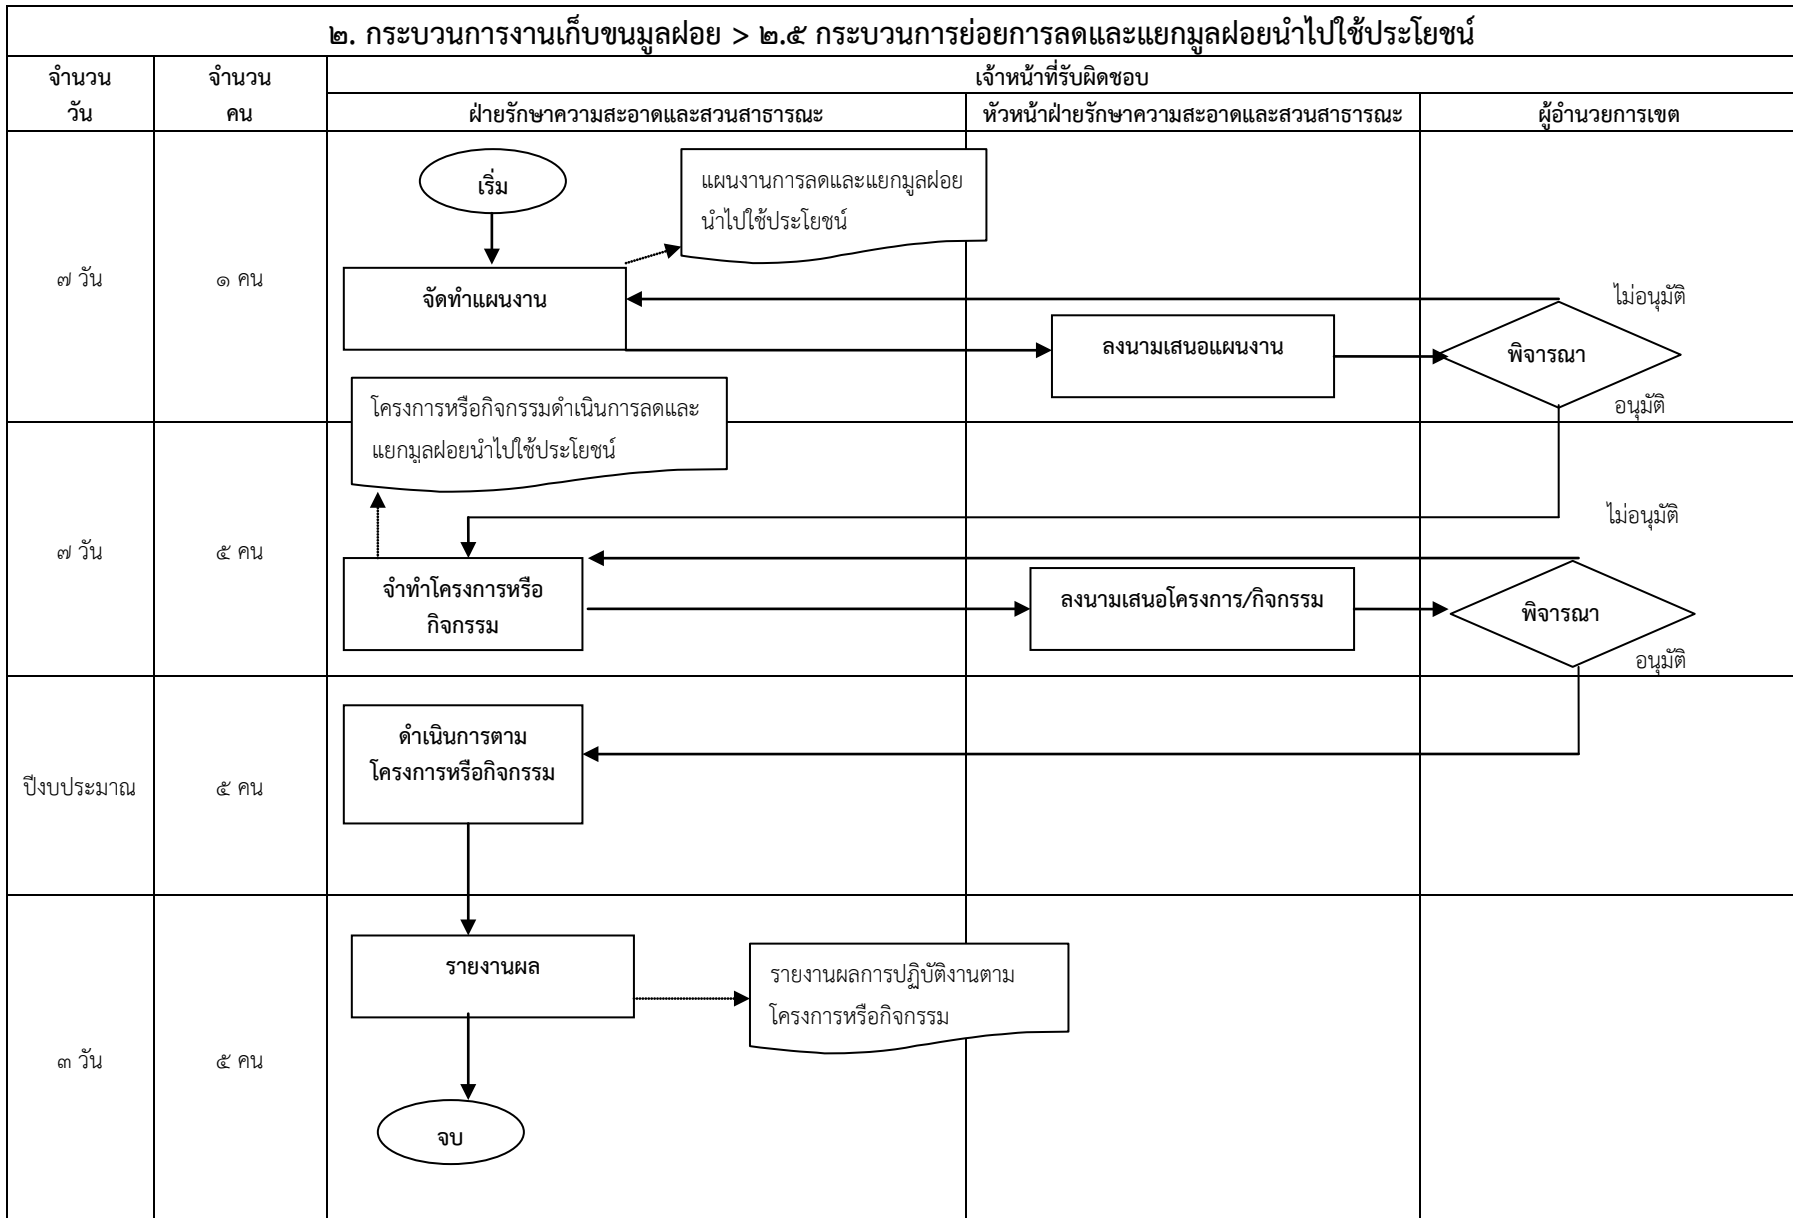 ๒. กระบวนการงานเก็บขนมูลฝอย > ๒.๕ กระบวนการย่อยการลดและแยกมูลฝอยนำไปใช้ประโยชน์
จำนวน
วัน
จำนวน
คน
เจ้าหน้าที่รับผิดชอบ
ฝ่ายรักษาความสะอาดและสวนสาธารณะ
หัวหน้าฝ่ายรักษาความสะอาดและสวนสาธารณะ
ผู้อำนวยการเขต
เริ่ม
แผนงานการลดและแยกมูลฝอย
นำไปใช้ประโยชน์
๗ วัน
๑ คน
จัดทำแผนงาน
ไม่อนุมัติ
ลงนามเสนอแผนงาน
พิจารณา
อนุมัติ
โครงการหรือกิจกรรมดำเนินการลดและ
แยกมูลฝอยนำไปใช้ประโยชน์
ไม่อนุมัติ
๗ วัน
๕ คน
จำทำโครงการหรือ
กิจกรรม
ลงนามเสนอโครงการ/กิจกรรม
พิจารณา
อนุมัติ
ดำเนินการตาม
โครงการหรือกิจกรรม
ปีงบประมาณ
๕ คน
รายงานผล
รายงานผลการปฏิบัติงานตาม
โครงการหรือกิจกรรม
๓ วัน
๕ คน
จบ